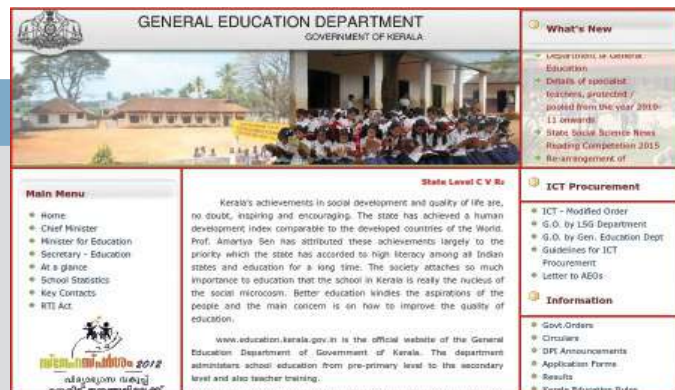 GENERAL EDUCATION DEPARTMENT
GOVERNMENT OF KERALA
What's New
Department of General
Education
Details of specialist
teachers, protected /
posted from the year 2010-
11 onwards
State Social Science News
Reading Competition 2015
Re-arrangement of
Main Menu
Home
Chief Minister
Minister for Education
Secretary - Education
At a glance
School Statistics
Key Contacts
RTI Act
2012
State Level C V Ra
Kerala's achievements in social development and quality of life are,
no doubt, inspiring and encouraging. The state has achieved a human
development index comparable to the developed countries of the World.
Prof. Amartya Sen has attributed these achievements largely to the
priority which the state has accorded to high literacy among all Indian
states and education for a long time. The society attaches so much
importance to education that the school in Kerala is really the nucleus of
the social microcosm. Better education kindles the aspirations of the
people and the main concern is on how to improve the quality of
education.
www.education.kerala.gov.in is the official website of the General
Education Department of Government of Kerala. The department
administers school education from pre-primary level to the secondary
level and also teacher training.
ICT Procurement
ICT - Modified Order
G.O. by LSG Department
G.O. by Gen. Education Dept
Guidelines for ICT
Procurement
Letter to AEOs
Information
Govt.Orders
Circulars
DPI Announcements
Application Forms
Results
Kerala Education Rules